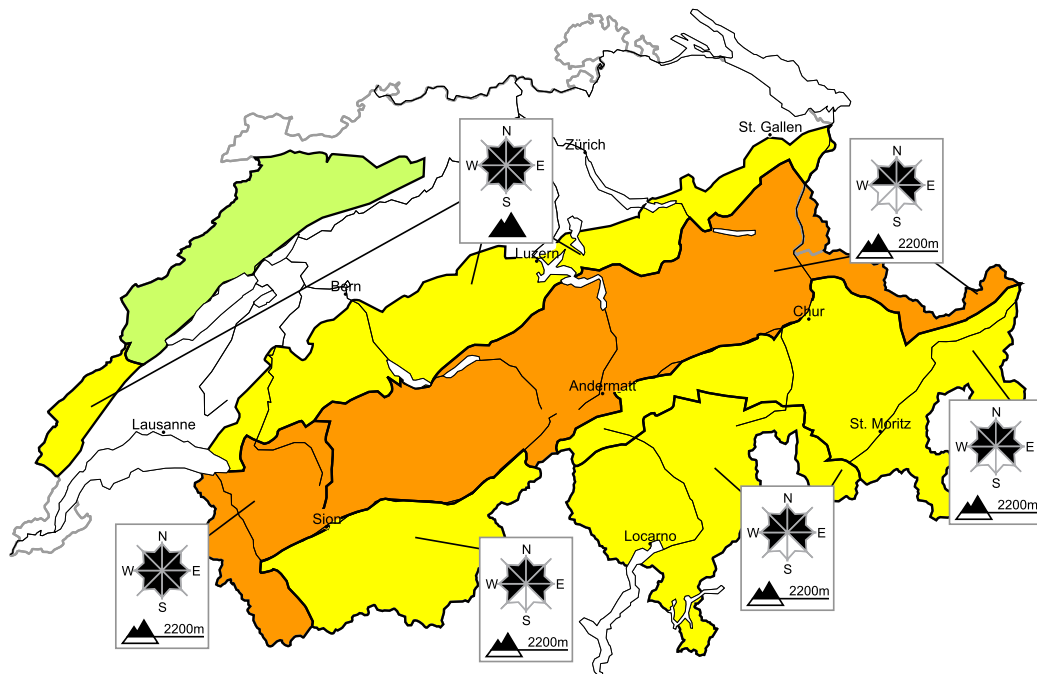 N
W E
S
St. Gallen
Zürich
N
W E
S
2200m
Luzern
Bern
Chur
Andermatt
Lausanne
St. Moritz
N
W E
S
2200m
Sion
Locarno
N
W E
S
2200m
N
W E
S
2200m
N
W E
S
2200m